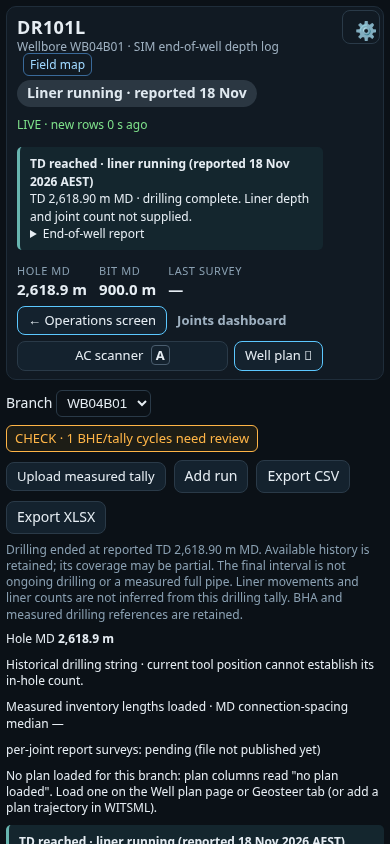 DR101L
Wellbore WB04B01 · SIM end-of-well depth log
Field map
Liner running · reported 18 Nov
LIVE · new rows 0 s ago
TD reached · liner running (reported 18 Nov
2026 AEST)
TD 2,618.90 m MD · drilling complete. Liner depth
and joint count not supplied.
▶ End-of-well report
HOLE MD BIT MD LAST SURVEY
2,618.9 m 900.0 m —
← Operations screen Joints dashboard
AC scanner A Well plan
Branch WB04B01
CHECK · 1 BHE/tally cycles need review
Upload measured tally Add run Export CSV
Export XLSX
Drilling ended at reported TD 2,618.90 m MD. Available history is
retained; its coverage may be partial. The final interval is not
ongoing drilling or a measured full pipe. Liner movements and
liner counts are not inferred from this drilling tally. BHA and
measured drilling references are retained.
Hole MD 2,618.9 m
Historical drilling string · current tool position cannot establish its
in-hole count.
Measured inventory lengths loaded · MD connection-spacing
median —
per-joint report surveys: pending (file not published yet)
No plan loaded for this branch: plan columns read "no plan
loaded". Load one on the Well plan page or Geosteer tab (or add a
plan trajectory in WITSML).
TD reached · liner running (reported 18 Nov 2026 AEST)